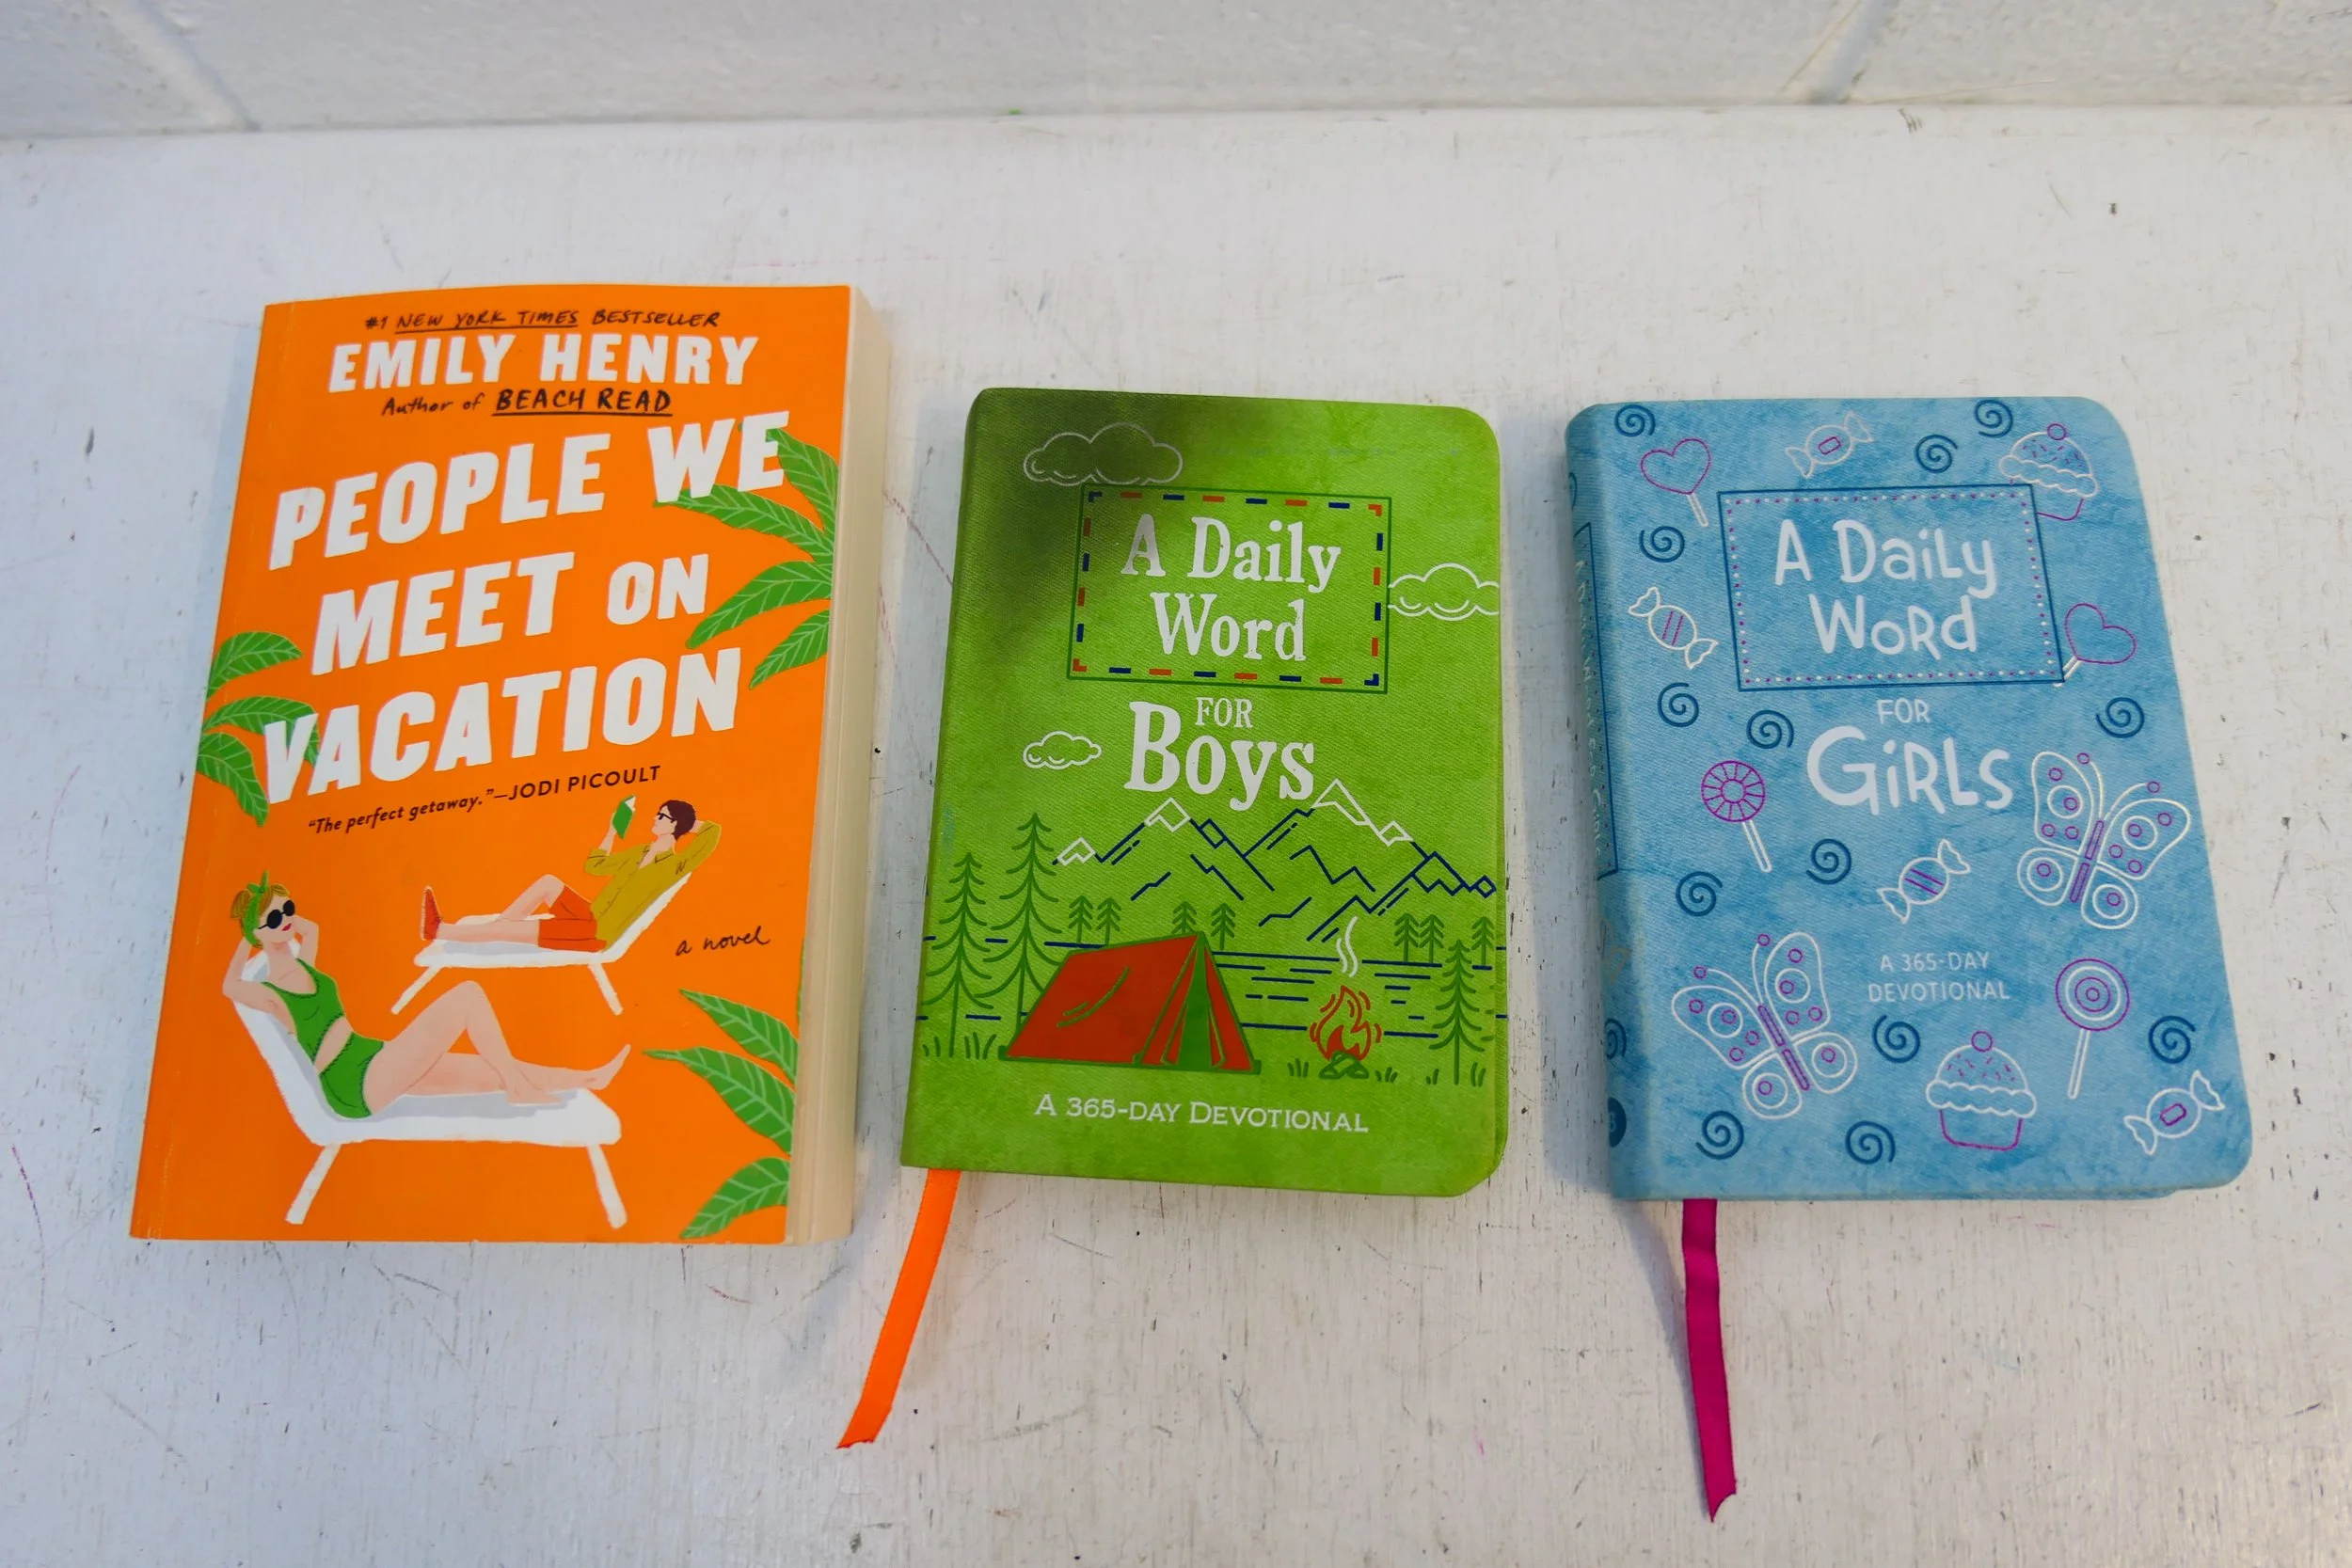 #1 NEW YORK TIMES BESTSELLER
EMILY HENRY
Author of BEACH READ
PEOPLE WE
MEET ON
VACATION
"The perfect getaway."—JODI PICOULT
a novel
A Daily
Word
FOR
Boys
A 365-DAY DEVOTIONAL
A Daily
Word
FOR
GiRLS
A 365-DAY
DEVOTIONAL